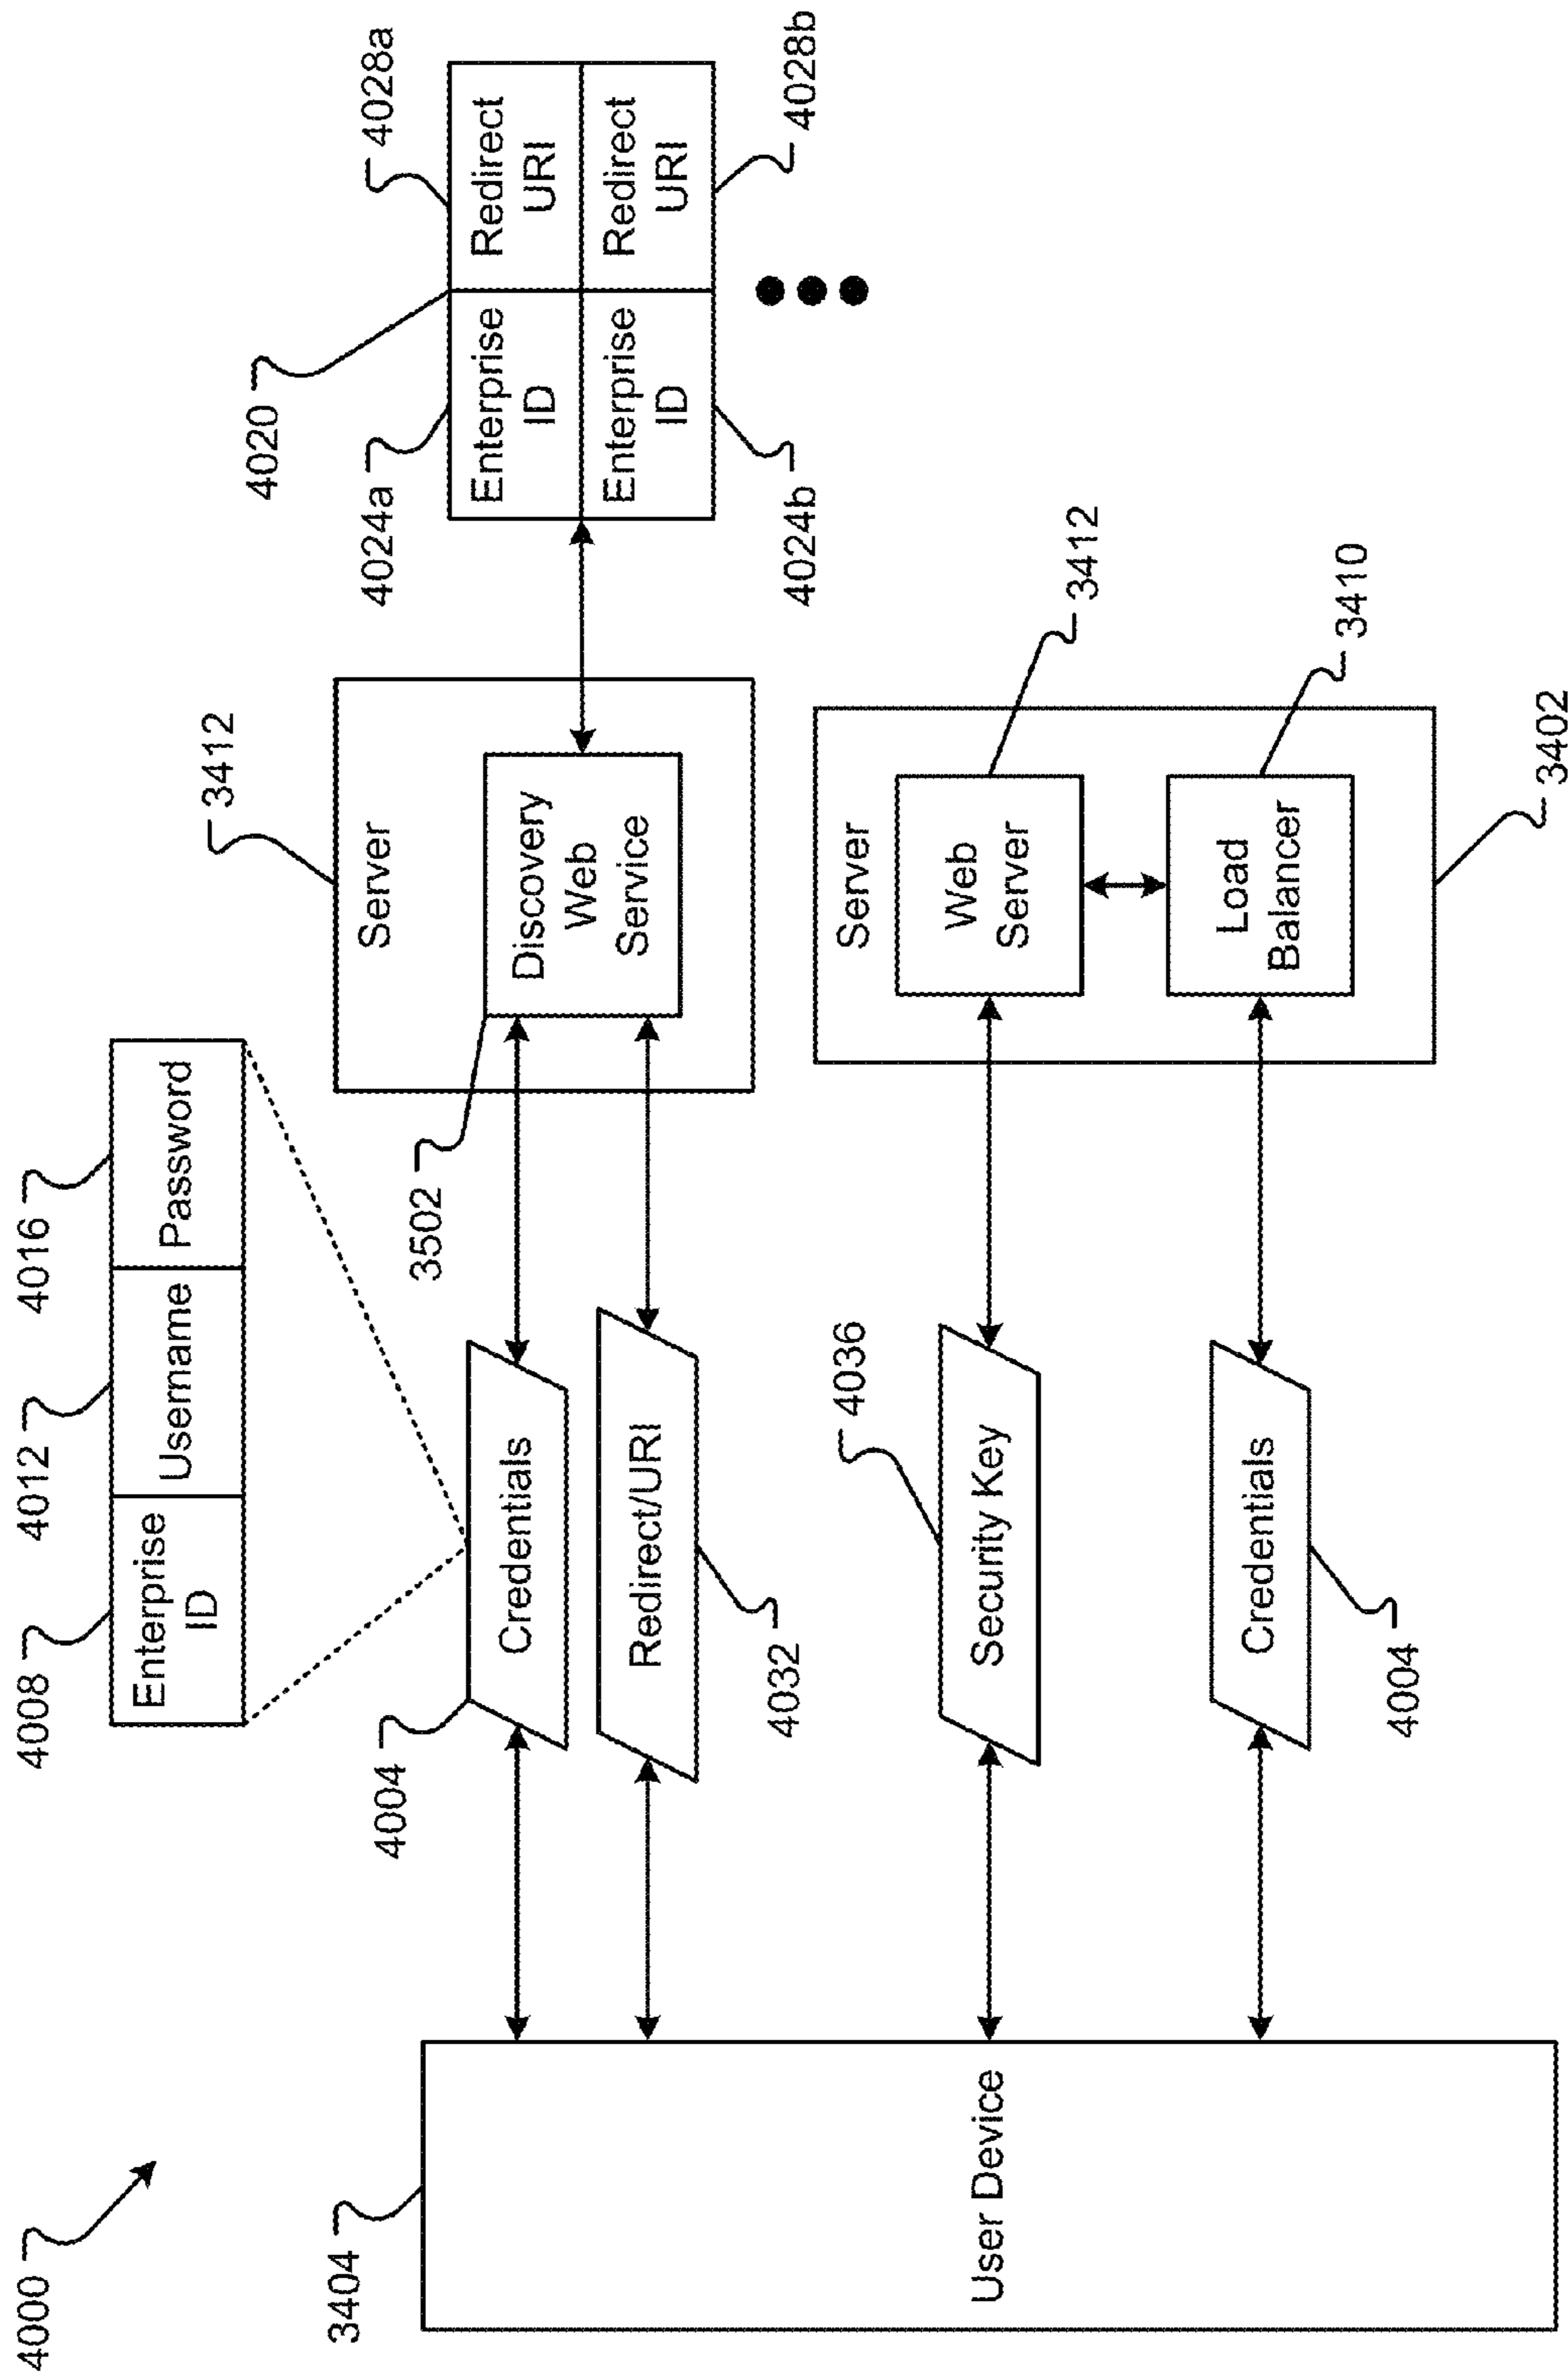 4000
3404
User Device
4008
4012
4016
Enterprise
ID
Username
Password
4004
Credentials
Redirect/URI
4032
3502
3412
Server
Discovery
Web
Service
4020
4024a
4028a
Enterprise
ID
Redirect
URI
Enterprise
ID
Redirect
URI
4024b
4028b
4036
Security Key
Credentials
4004
Server
Web
Server
3412
Load
Balancer
3410
3402